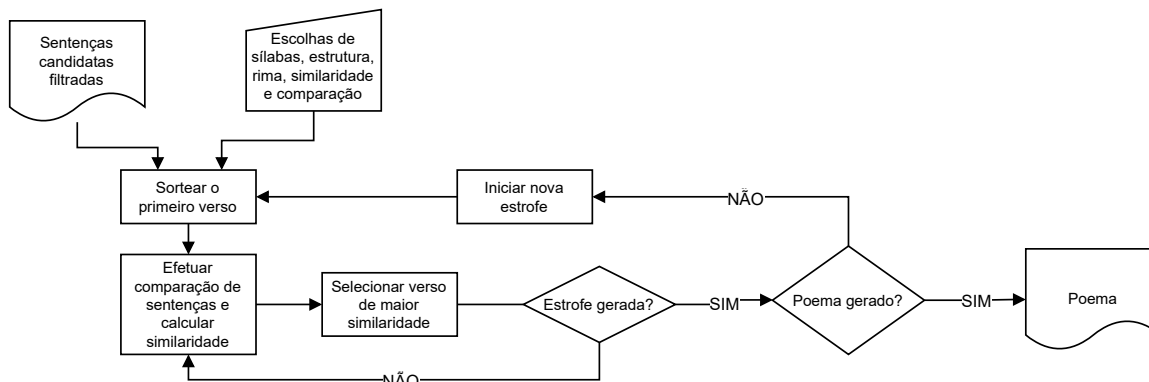 Sentenças
candidatas
filtradas
Escolhas de
sílabas, estrutura,
rima, similaridade
e comparação
Sortear o
primeiro verso
Iniciar nova
estrofe
NÃO
Efetuar
comparação de
sentenças e
calcular
similaridade
Selecionar verso
de maior
similaridade
Estrofe gerada?
SIM
Poema gerado?
SIM
Poema
NÃO